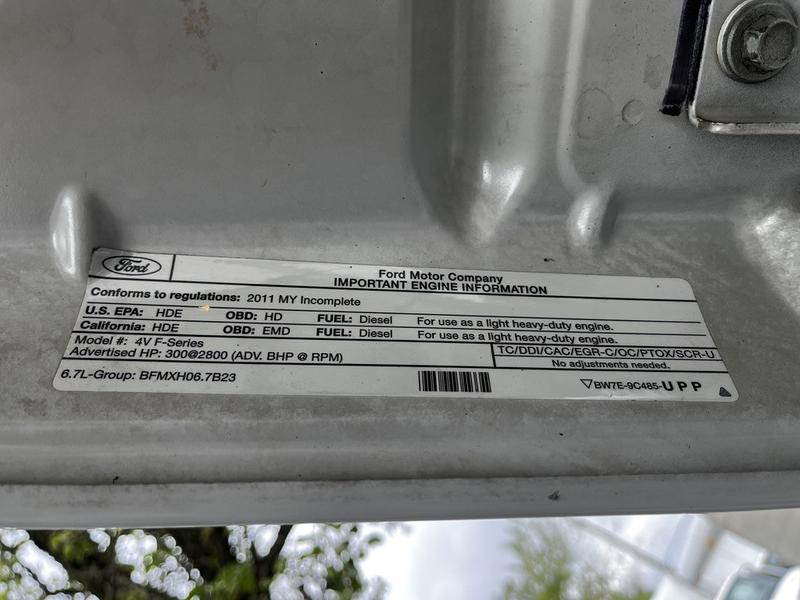 Ford
Ford Motor Company
IMPORTANT ENGINE INFORMATION
Conforms to regulations: 2011 MY Incomplete
U.S. EPA: HDE OBD: HD FUEL: Diesel For use as a light heavy-duty engine.
California: HDE OBD: EMD FUEL: Diesel For use as a light heavy-duty engine.
Model #: 4V F-Series
Advertised HP: 300@2800 (ADV. BHP @ RPM)
TC/DDI/CAC/EGR-C/OC/PTOX/SCR-U
No adjustments needed.
6.7L-Group: BFMXH06.7B23
BW7E-9C485-UPP